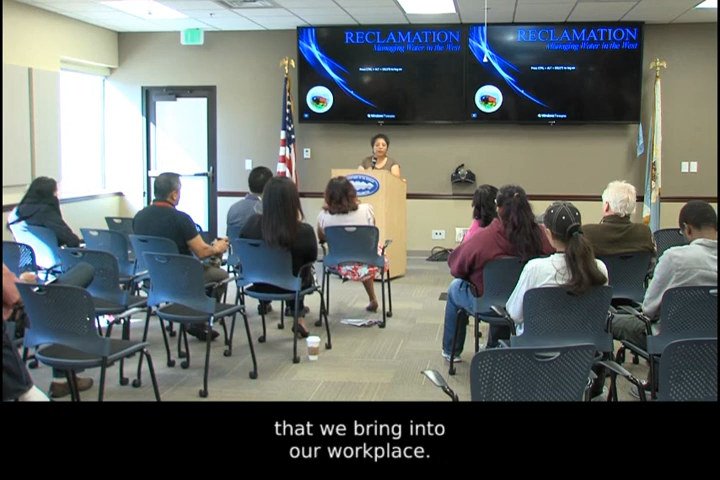 RECLAMATION
Managing Water in the West
RECLAMATION
Managing Water in the West
that we bring into
our workplace.